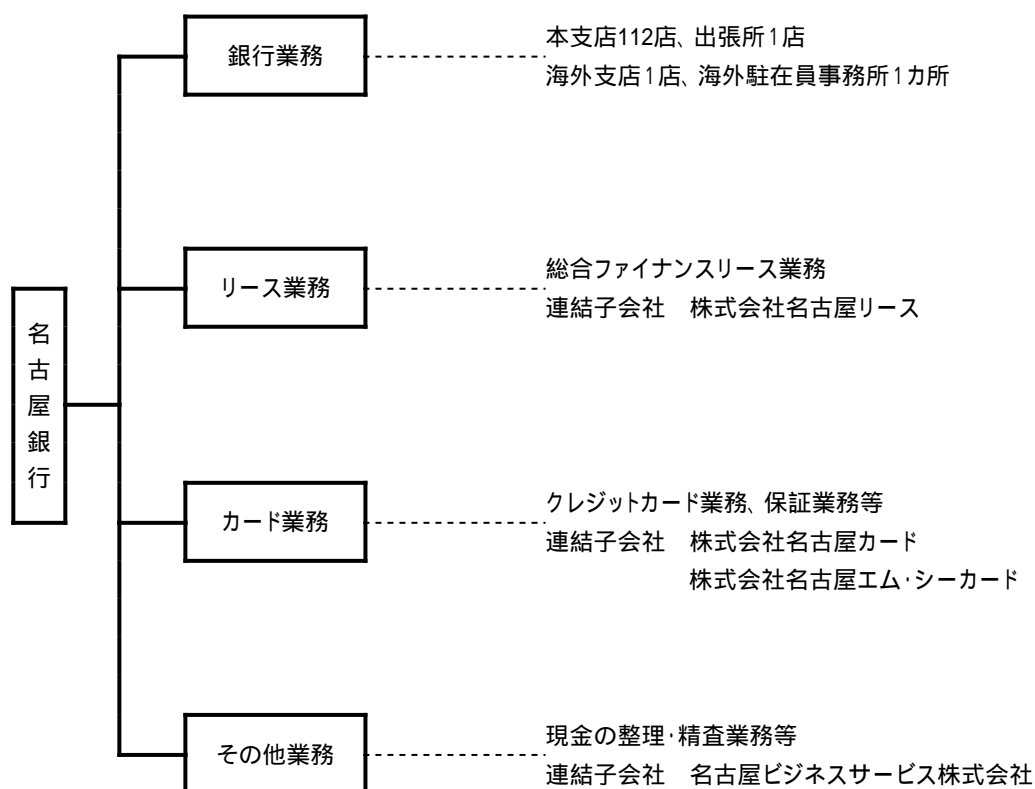 名古屋銀行
銀行業務
本支店112店、出張所1店
海外支店1店、海外駐在員事務所1カ所
リース業務
総合ファイナンスリース業務
連結子会社　株式会社名古屋リース
カード業務
クレジットカード業務、保証業務等
連結子会社　株式会社名古屋カード
株式会社名古屋エム・シーカード
その他業務
現金の整理・精査業務等
連結子会社　名古屋ビジネスサービス株式会社